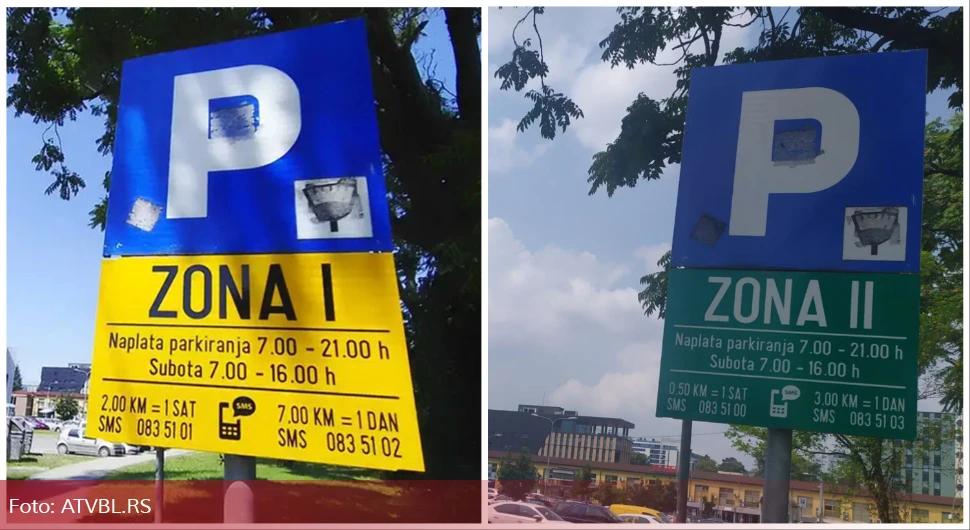 P
ZONA I
Naplata parkiranja 7.00 - 21.00 h
Subota 7.00 - 16.00 h
2,00 KM = 1 SAT
SMS 083 51 01
SMS
7,00 KM = 1 DAN
SMS 083 51 02
P
ZONA II
Naplata parkiranja 7.00 - 21.00 h
Subota 7.00 - 16.00 h
0,50 KM = 1 SAT
SMS 083 51 00
SMS
3,00 KM = 1 DAN
SMS 083 51 03
Foto: ATVBL.RS